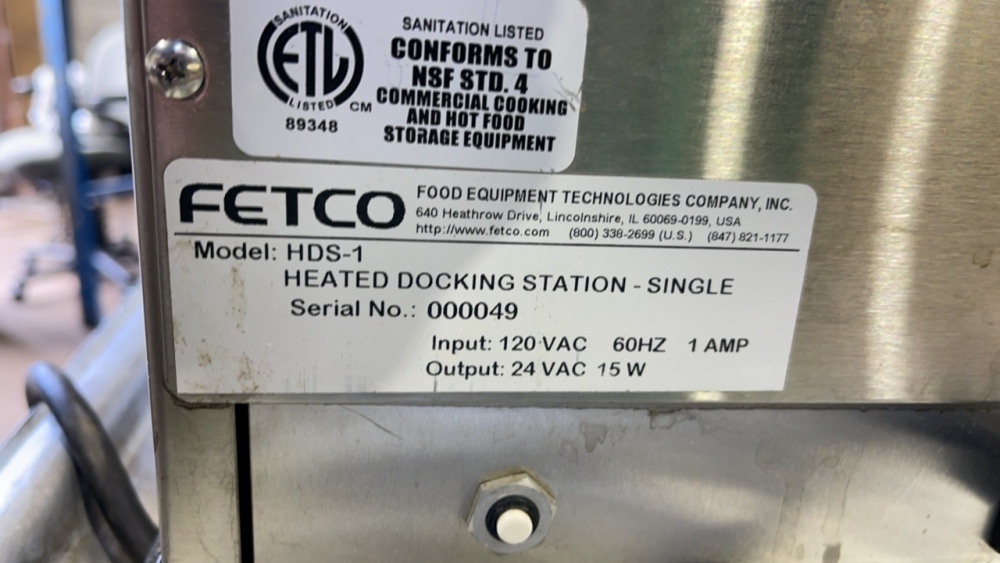 SANITATION
ETL
LISTED
CM
89348
SANITATION LISTED
CONFORMS TO
NSF STD. 4
COMMERCIAL COOKING
AND HOT FOOD
STORAGE EQUIPMENT
FETCO
FOOD EQUIPMENT TECHNOLOGIES COMPANY, INC.
640 Heathrow Drive, Lincolnshire, IL 60069-0199, USA
http://www.fetco.com (800) 338-2699 (U.S.) (847) 821-1177
Model: HDS-1
HEATED DOCKING STATION - SINGLE
Serial No.: 000049
Input: 120 VAC 60HZ 1 AMP
Output: 24 VAC 15 W